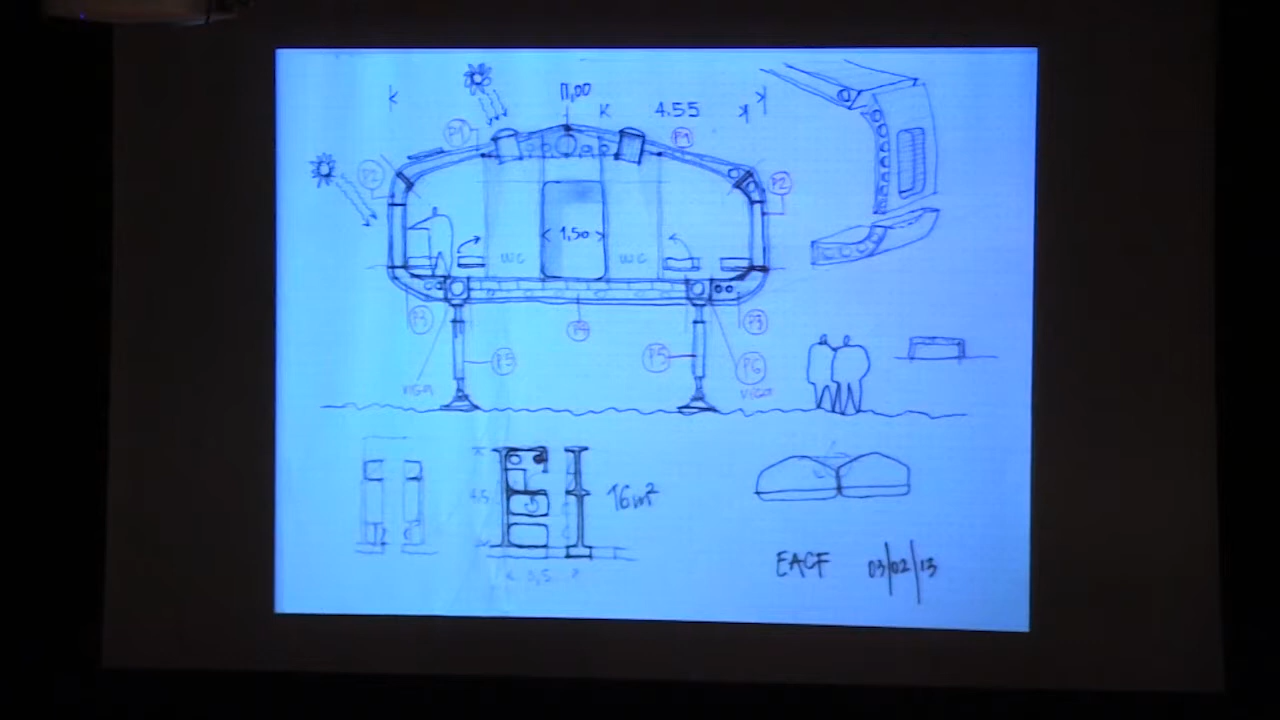 11,00
K 4.55
P1 P1
P2 P2
1,50
WC WC
P3 P4 P3
P5 P5 P6
VIGA VIGA
4,5 16m²
EACF 03/02/13